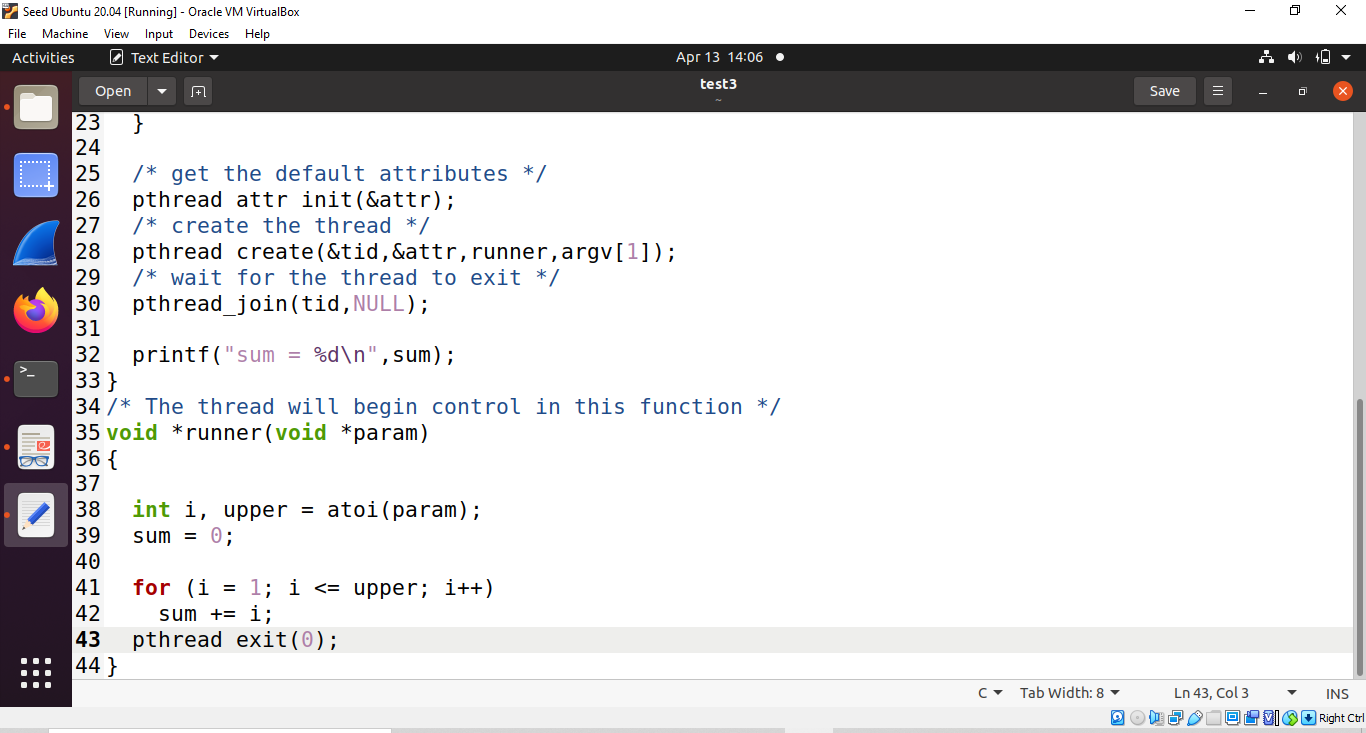 Seed Ubuntu 20.04 [Running] - Oracle VM VirtualBox
File Machine View Input Devices Help
Activities Text Editor Apr 13 14:06
Open test3 Save
~
23 }
24
25 /* get the default attributes */
26 pthread attr init(&attr);
27 /* create the thread */
28 pthread create(&tid,&attr,runner,argv[1]);
29 /* wait for the thread to exit */
30 pthread_join(tid,NULL);
31
32 printf("sum = %d\n",sum);
33 }
34 /* The thread will begin control in this function */
35 void *runner(void *param)
36 {
37
38 int i, upper = atoi(param);
39 sum = 0;
40
41 for (i = 1; i <= upper; i++)
42 sum += i;
43 pthread exit(0);
44 }
C Tab Width: 8 Ln 43, Col 3 INS
Right Ctrl